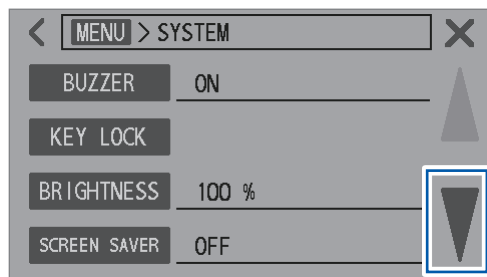 MENU > SYSTEM
BUZZER ON
KEY LOCK
BRIGHTNESS 100 %
SCREEN SAVER OFF